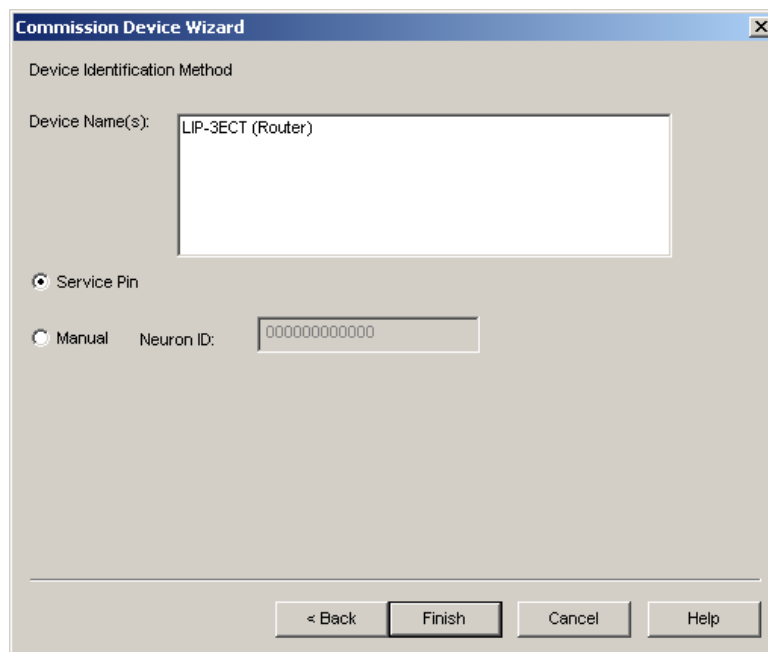 Commission Device Wizard
Device Identification Method
Device Name(s):
LIP-3ECT (Router)
Service Pin
Manual Neuron ID: 000000000000
< Back Finish Cancel Help